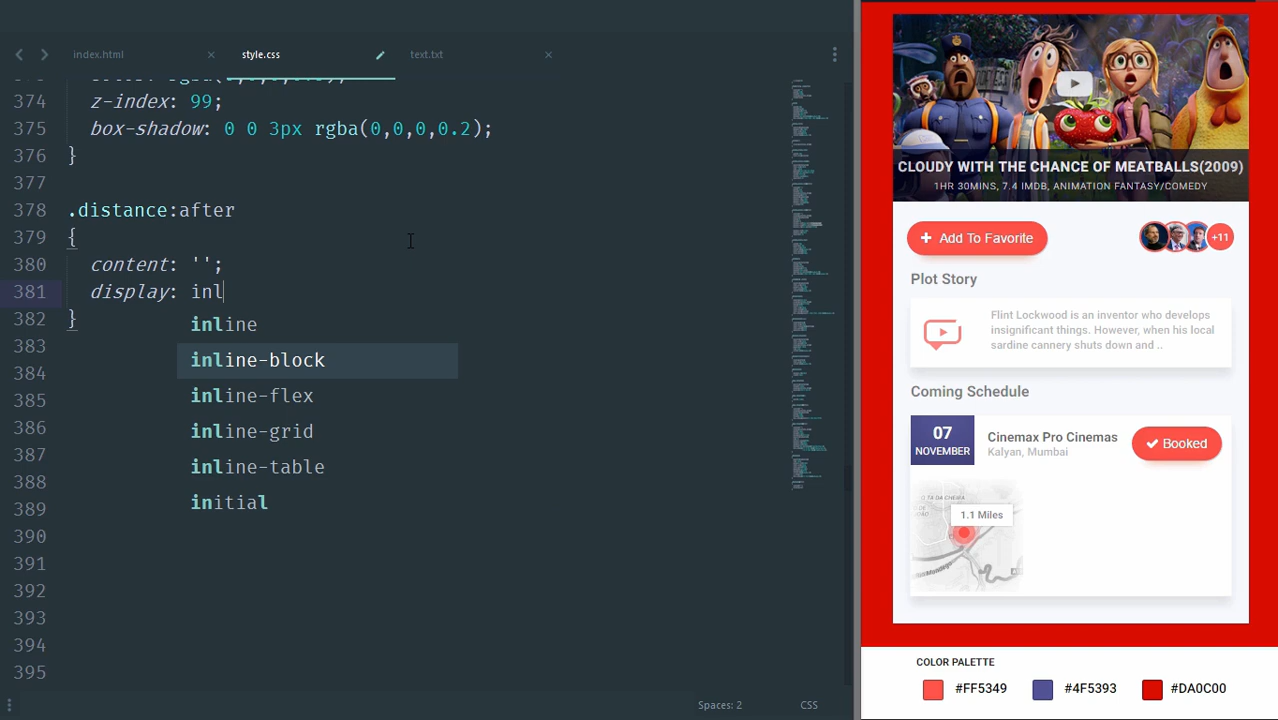 index.html × style.css text.txt ×
374 z-index: 99;
375 box-shadow: 0 0 3px rgba(0,0,0,0.2);
376 }
377
378 .distance:after
379 {
380 content: '';
381 display: inl
382 }
383
384
385
386
387
388
389
390
391
392
393
394
395
inline
inline-block
inline-flex
inline-grid
inline-table
initial
Spaces: 2 CSS
CLOUDY WITH THE CHANCE OF MEATBALLS(2009)
1HR 30MINS, 7.4 IMDB, ANIMATION FANTASY/COMEDY
+ Add To Favorite
+11
Plot Story
Flint Lockwood is an inventor who develops
insignificant things. However, when his local
sardine cannery shuts down and ..
Coming Schedule
07
NOVEMBER
Cinemax Pro Cinemas
Kalyan, Mumbai
Booked
1.1 Miles
COLOR PALETTE
#FF5349 #4F5393 #DA0C00